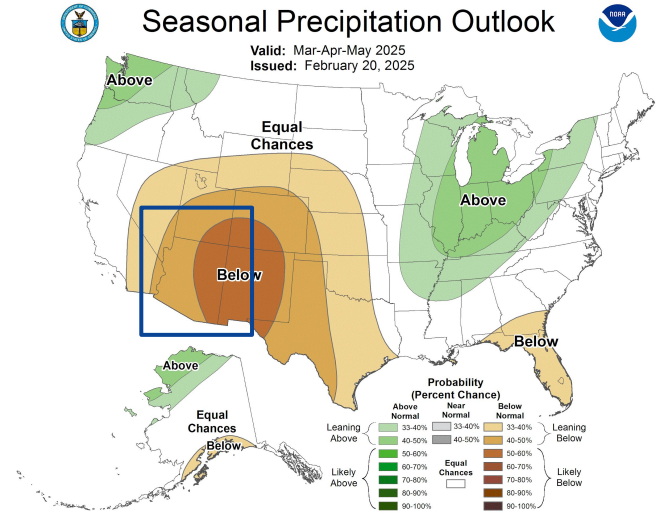 Seasonal Precipitation Outlook
NOAA
Valid: Mar-Apr-May 2025
Issued: February 20, 2025
Above
Equal
Chances
Above
Below
Below
Above
Equal
Chances
Below
Probability
(Percent Chance)
Above Normal
Near Normal
Below Normal
Leaning Above
33-40%
33-40%
33-40%
Leaning Below
40-50%
40-50%
40-50%
Likely Above
50-60%
50-60%
Likely Below
60-70%
Equal Chances
60-70%
70-80%
70-80%
80-90%
80-90%
90-100%
90-100%